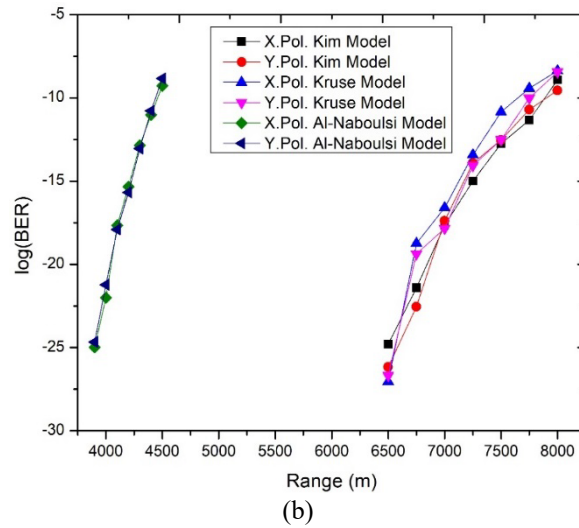 -5
X.Pol. Kim Model
Y.Pol. Kim Model
X.Pol. Kruse Model
Y.Pol. Kruse Model
X.Pol. Al-Naboulsi Model
Y.Pol. Al-Naboulsi Model
-10
-15
-20
-25
-30
log(BER)
4000 4500 5000 5500 6000 6500 7000 7500 8000
Range (m)
(b)